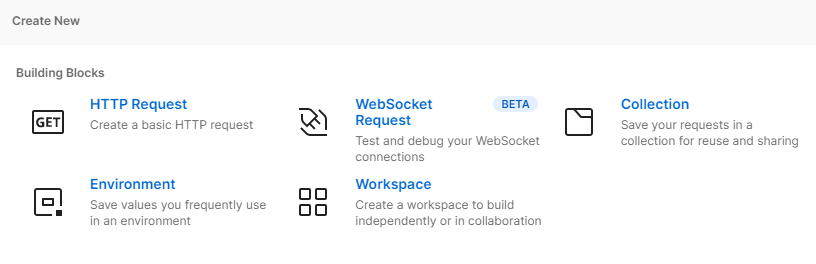 Create New
Building Blocks
GET
HTTP Request
Create a basic HTTP request
WebSocket
Request
BETA
Test and debug your WebSocket
connections
Collection
Save your requests in a
collection for reuse and sharing
Environment
Save values you frequently use
in an environment
Workspace
Create a workspace to build
independently or in collaboration